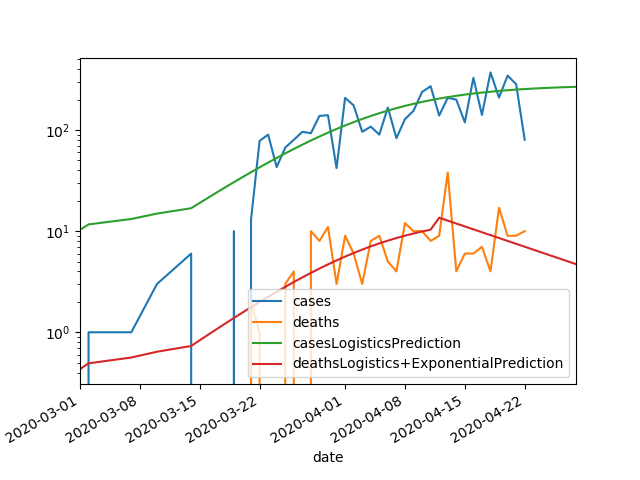 10²
10¹
10⁰
cases
deaths
casesLogisticsPrediction
deathsLogistics+ExponentialPrediction
2020-03-01
2020-03-08
2020-03-15
2020-03-22
2020-04-01
2020-04-08
2020-04-15
2020-04-22
date